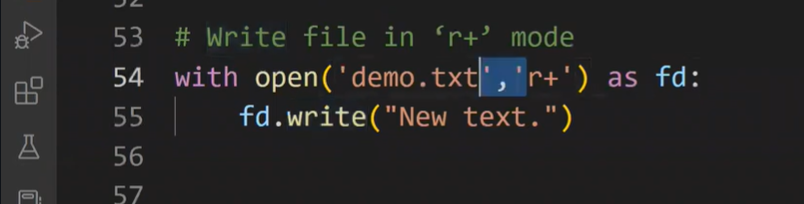 52
53 # Write file in ‘r+’ mode
54 with open('demo.txt','r+') as fd:
55     fd.write("New text.")
56
57